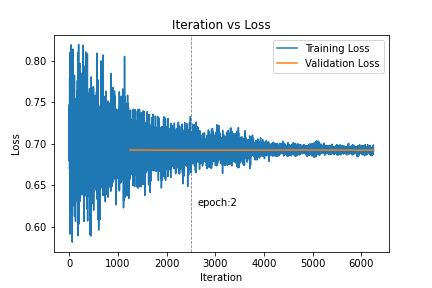 Iteration vs Loss
Training Loss
Validation Loss
Loss
0.80
0.75
0.70
0.65
0.60
epoch:2
0 1000 2000 3000 4000 5000 6000
Iteration